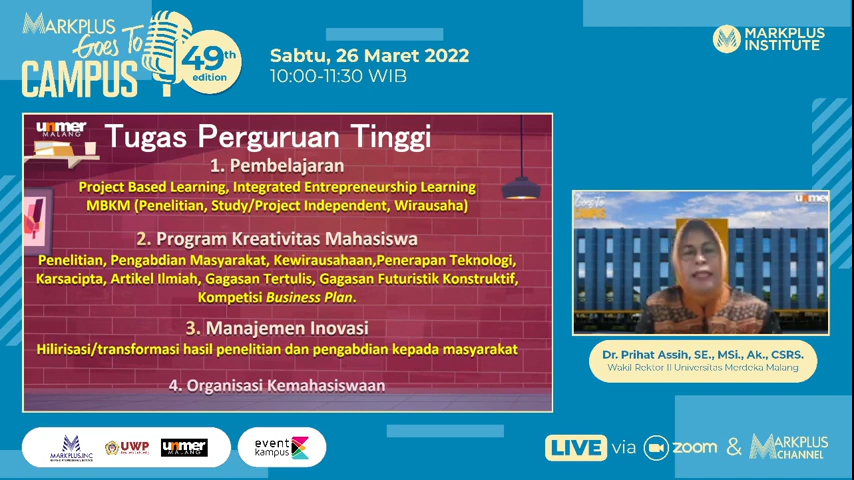 MARKPLUS
Goes To
CAMPUS
49th
edition
Sabtu, 26 Maret 2022
10:00-11:30 WIB
MARKPLUS
INSTITUTE
unmer
MALANG
Tugas Perguruan Tinggi
1. Pembelajaran
Project Based Learning, Integrated Entrepreneurship Learning
MBKM (Penelitian, Study/Project Independent, Wirausaha)
2. Program Kreativitas Mahasiswa
Penelitian, Pengabdian Masyarakat, Kewirausahaan,Penerapan Teknologi,
Karsacipta, Artikel Ilmiah, Gagasan Tertulis, Gagasan Futuristik Konstruktif,
Kompetisi Business Plan.
3. Manajemen Inovasi
Hilirisasi/transformasi hasil penelitian dan pengabdian kepada masyarakat
4. Organisasi Kemahasiswaan
Goes To
CAMPUS
unmer
Dr. Prihat Assih, SE., MSi., Ak., CSRS.
Wakil Rektor II Universitas Merdeka Malang
MARKPLUS,INC
UWP
unmer
MALANG
event
kampus
LIVE via zoom & MARKPLUS
CHANNEL